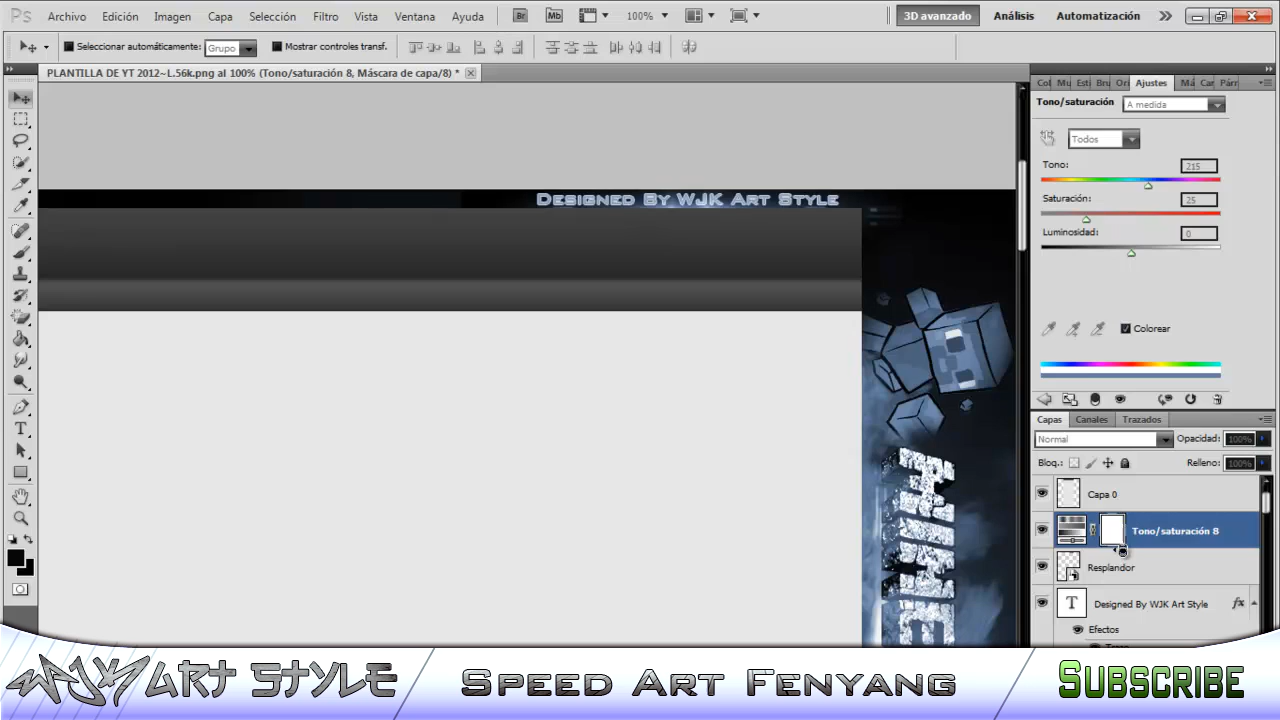 Ps Archivo Edición Imagen Capa Selección Filtro Vista Ventana Ayuda Br Mb 100% 3D avanzado Análisis Automatización
Seleccionar automáticamente: Grupo Mostrar controles transf.
PLANTILLA DE YT 2012~L.56k.png al 100% (Tono/saturación 8, Máscara de capa/8) *
Ajustes
Tono/saturación A medida
Todos
Tono: 215
Saturación: 25
Luminosidad: 0
Colorear
Capas Canales Trazados
Normal Opacidad: 100%
Bloq.: Relleno: 100%
Capa 0
Tono/saturación 8
Resplandor
T Designed By WJK Art Style fx
Efectos
Designed By WJK Art Style
WJK Art Style Speed Art Fenyang Subscribe